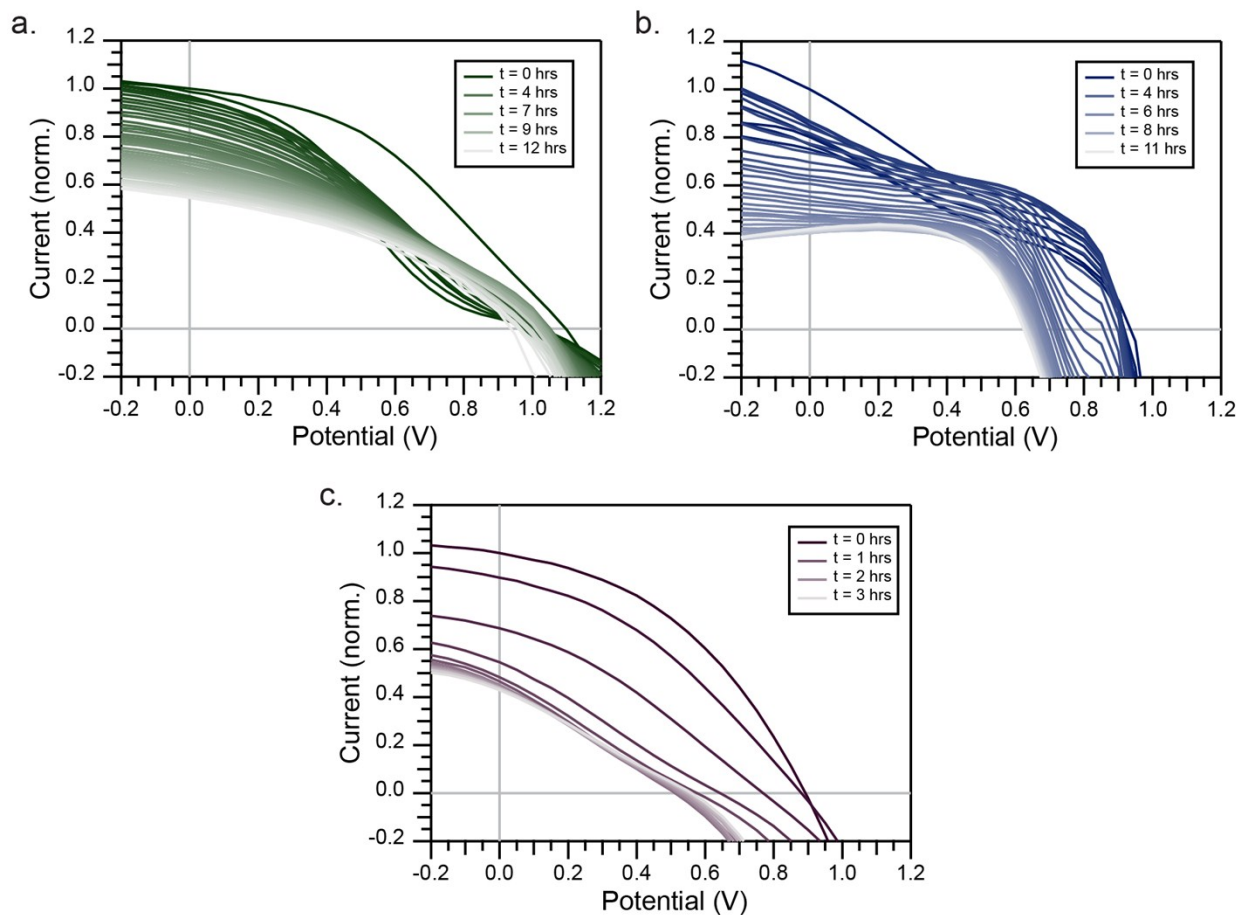 a.
1.2
1.0
0.8
0.6
0.4
0.2
0.0
-0.2
Current (norm.)
t = 0 hrs
t = 4 hrs
t = 7 hrs
t = 9 hrs
t = 12 hrs
-0.2 0.0 0.2 0.4 0.6 0.8 1.0 1.2
Potential (V)
b.
1.2
1.0
0.8
0.6
0.4
0.2
0.0
-0.2
Current (norm.)
t = 0 hrs
t = 4 hrs
t = 6 hrs
t = 8 hrs
t = 11 hrs
-0.2 0.0 0.2 0.4 0.6 0.8 1.0 1.2
Potential (V)
c.
1.2
1.0
0.8
0.6
0.4
0.2
0.0
-0.2
Current (norm.)
t = 0 hrs
t = 1 hrs
t = 2 hrs
t = 3 hrs
-0.2 0.0 0.2 0.4 0.6 0.8 1.0 1.2
Potential (V)